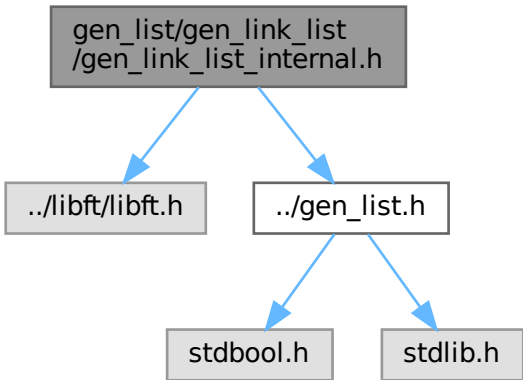 gen_list/gen_link_list
/gen_link_list_internal.h
../libft/libft.h
../gen_list.h
stdbool.h
stdlib.h